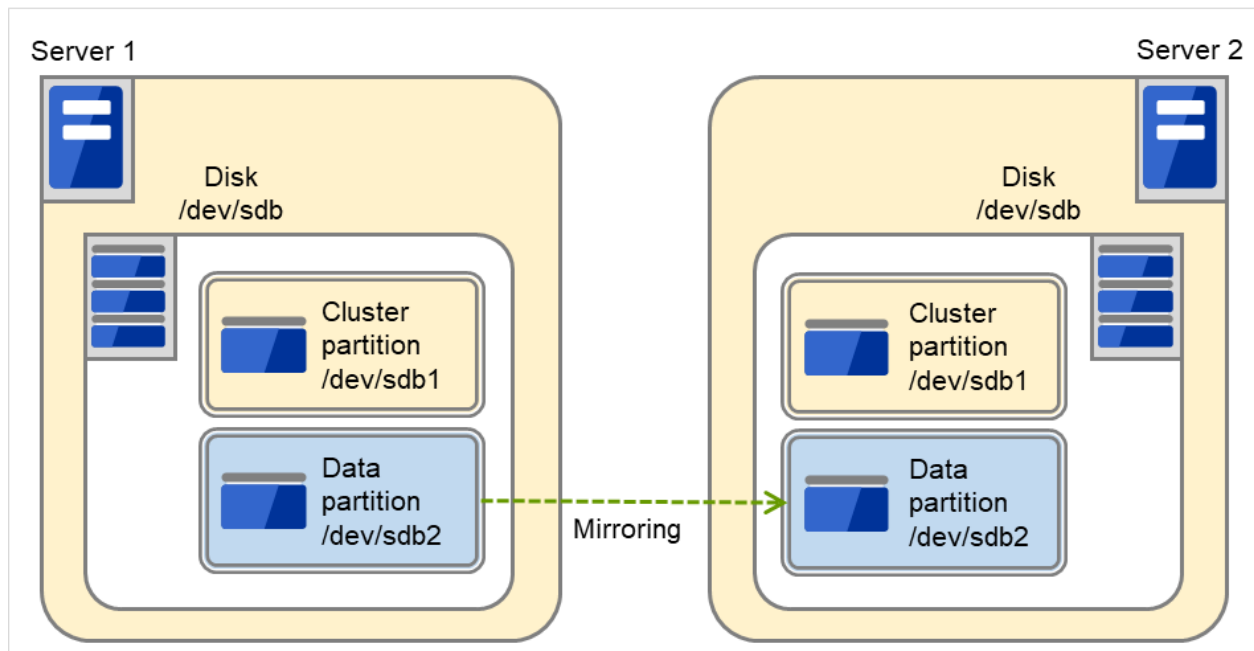 Server 1
Server 2
Disk
/dev/sdb
Disk
/dev/sdb
Cluster
partition
/dev/sdb1
Cluster
partition
/dev/sdb1
Data
partition
/dev/sdb2
Mirroring
Data
partition
/dev/sdb2